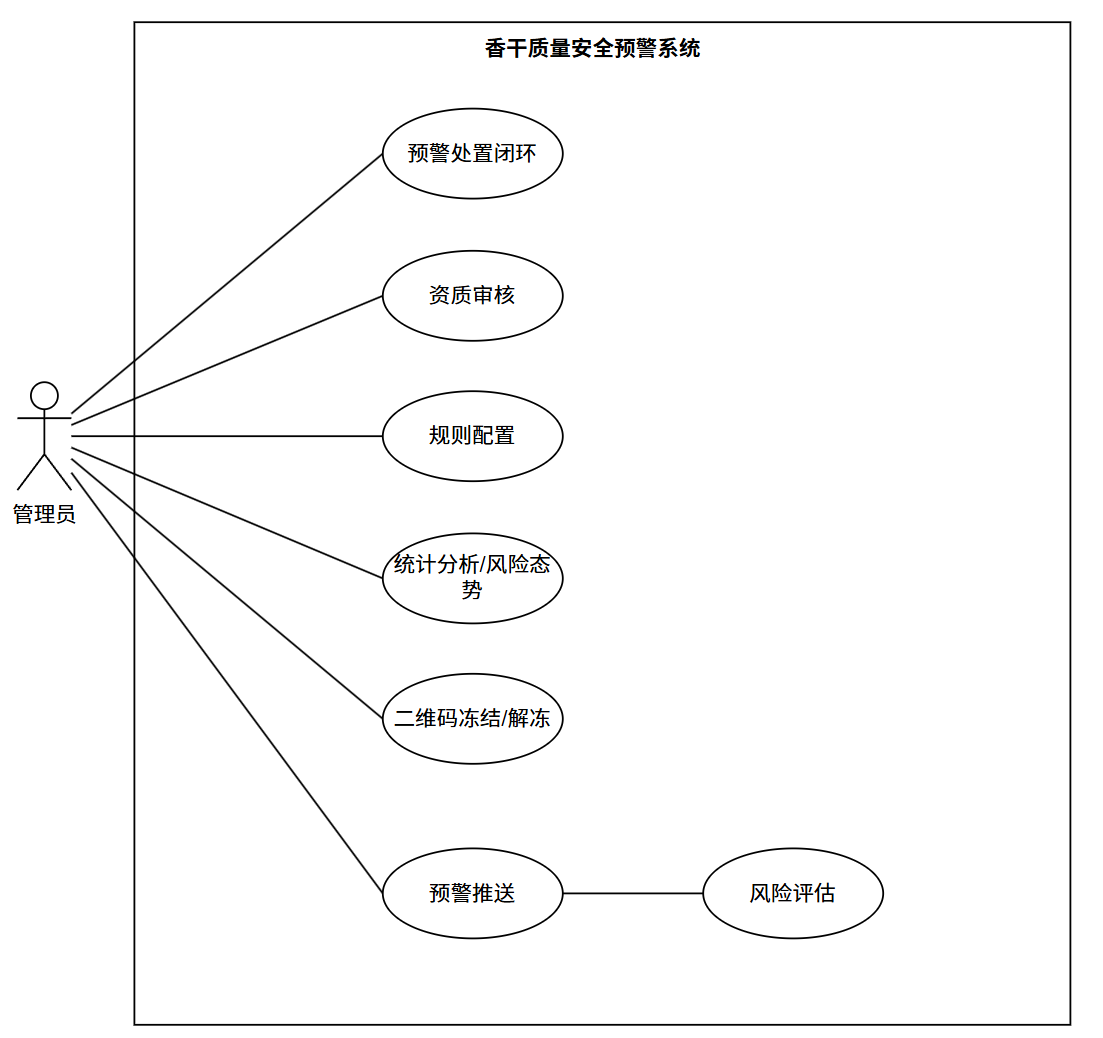 香干质量安全预警系统
预警处置闭环
资质审核
规则配置
管理员
统计分析/风险态
势
二维码冻结/解冻
预警推送
风险评估